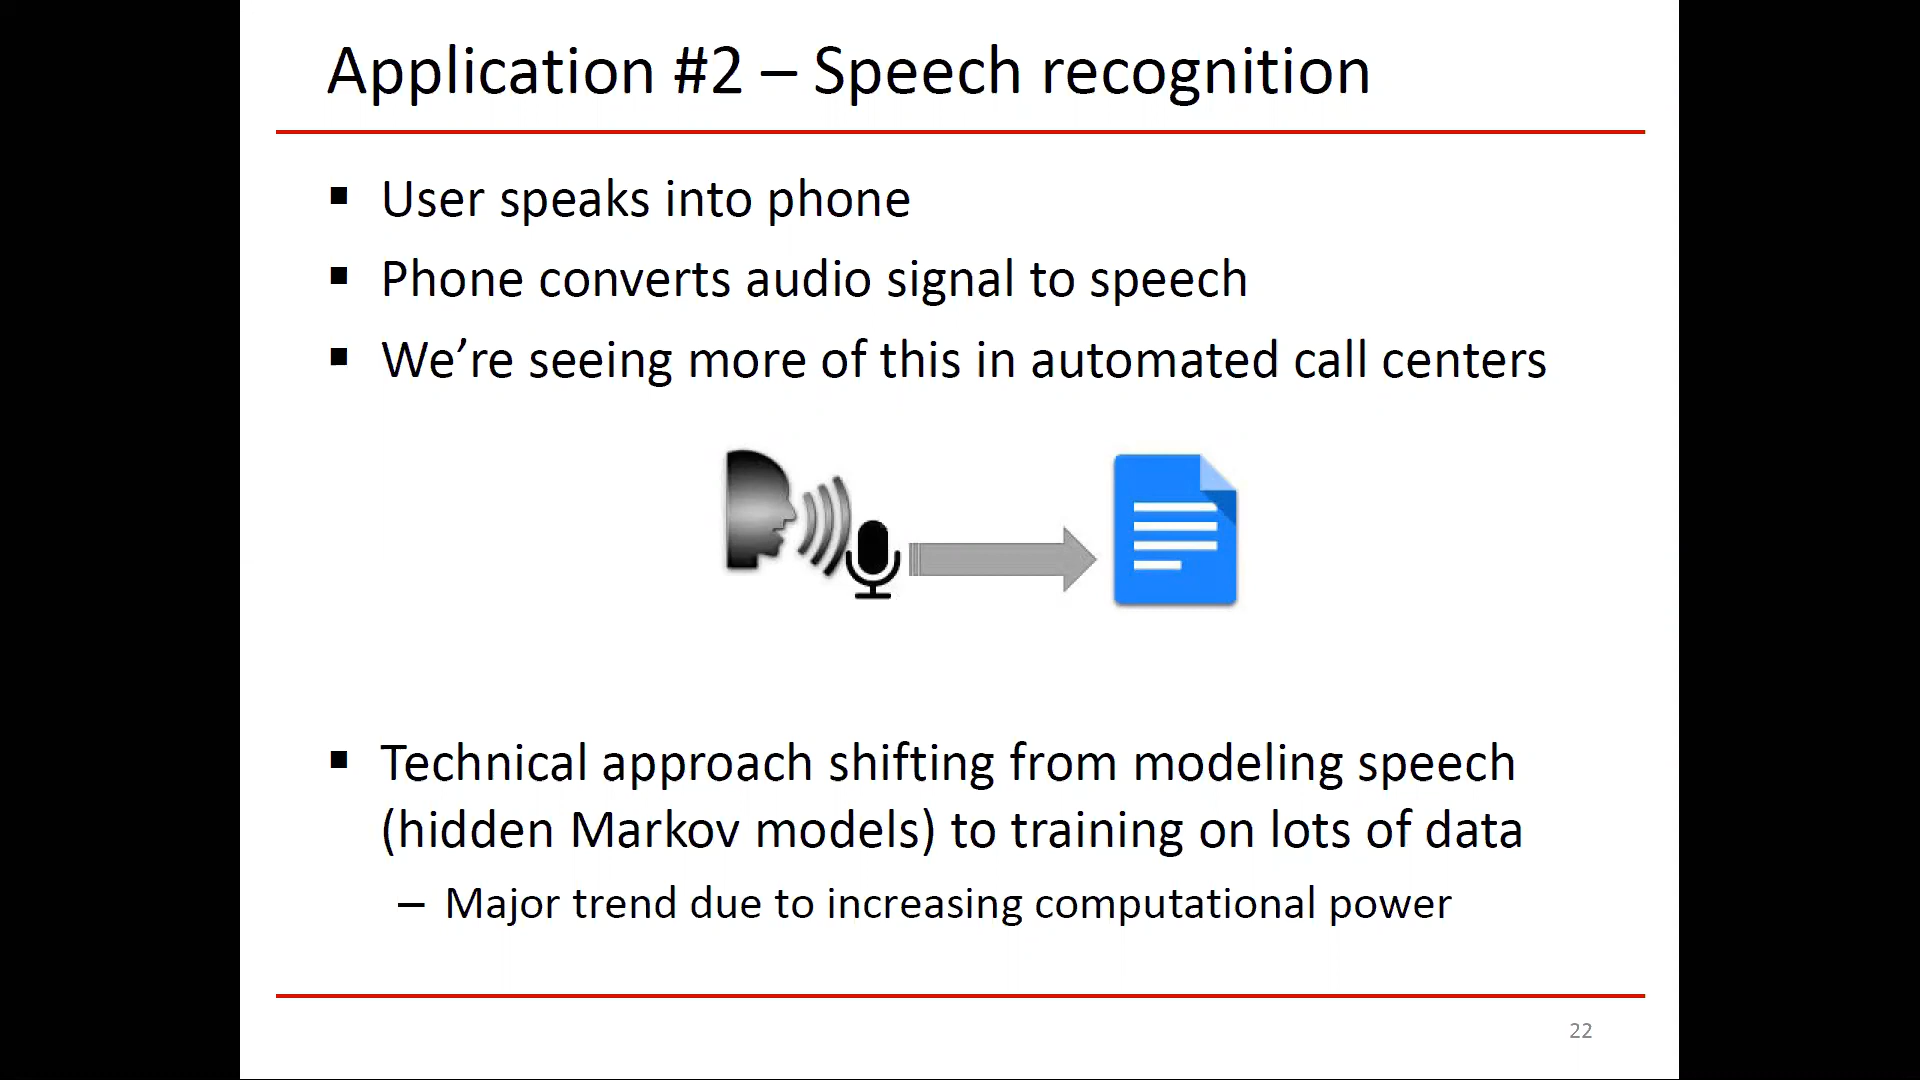 Application #2 – Speech recognition
▪ User speaks into phone
▪ Phone converts audio signal to speech
▪ We’re seeing more of this in automated call centers
▪ Technical approach shifting from modeling speech
(hidden Markov models) to training on lots of data
– Major trend due to increasing computational power
22